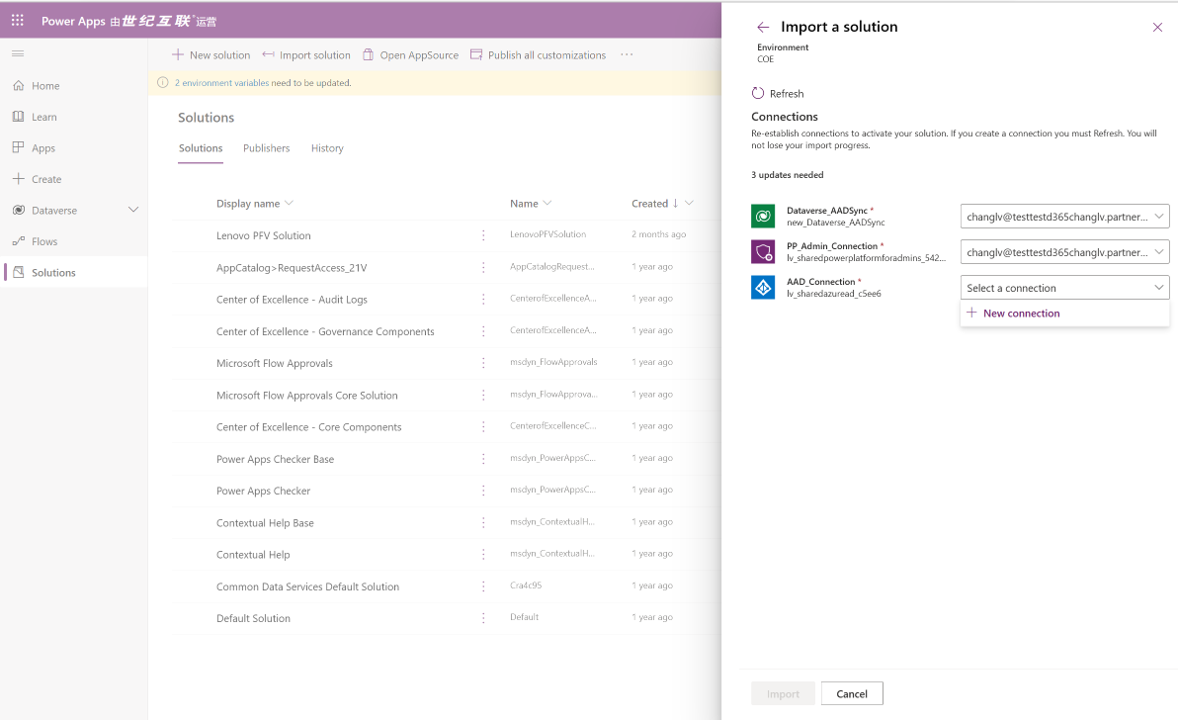 Power Apps 由世纪互联运营
Import a solution
Environment
COE
New solution
Import solution
Open AppSource
Publish all customizations
2 environment variables need to be updated.
Home
Learn
Apps
Create
Dataverse
Flows
Solutions
Solutions
Solutions
Publishers
History
Display name Name Created
Lenovo PFV Solution LenovoPFVSolution 2 months ago
AppCatalog>RequestAccess_21V AppCatalogRequest... 1 year ago
Center of Excellence - Audit Logs CenterofExcellenceA... 1 year ago
Center of Excellence - Governance Components CenterofExcellenceA... 1 year ago
Microsoft Flow Approvals msdyn_FlowApprovals 1 year ago
Microsoft Flow Approvals Core Solution msdyn_FlowApprova... 1 year ago
Center of Excellence - Core Components CenterofExcellenceC... 1 year ago
Power Apps Checker Base msdyn_PowerAppsC... 1 year ago
Power Apps Checker msdyn_PowerAppsC... 1 year ago
Contextual Help Base msdyn_ContextualH... 1 year ago
Contextual Help msdyn_ContextualH... 1 year ago
Common Data Services Default Solution Cra4c95 1 year ago
Default Solution Default 1 year ago
Refresh
Connections
Re-establish connections to activate your solution. If you create a connection you must Refresh. You will
not lose your import progress.
3 updates needed
Dataverse_AADSync *
new_Dataverse_AADSync
changlv@testtestd365changlv.partner...
PP_Admin_Connection *
lv_sharedpowerplatformforadmins_542...
changlv@testtestd365changlv.partner...
AAD_Connection *
lv_sharedazuread_c5ee6
Select a connection
New connection
Import
Cancel